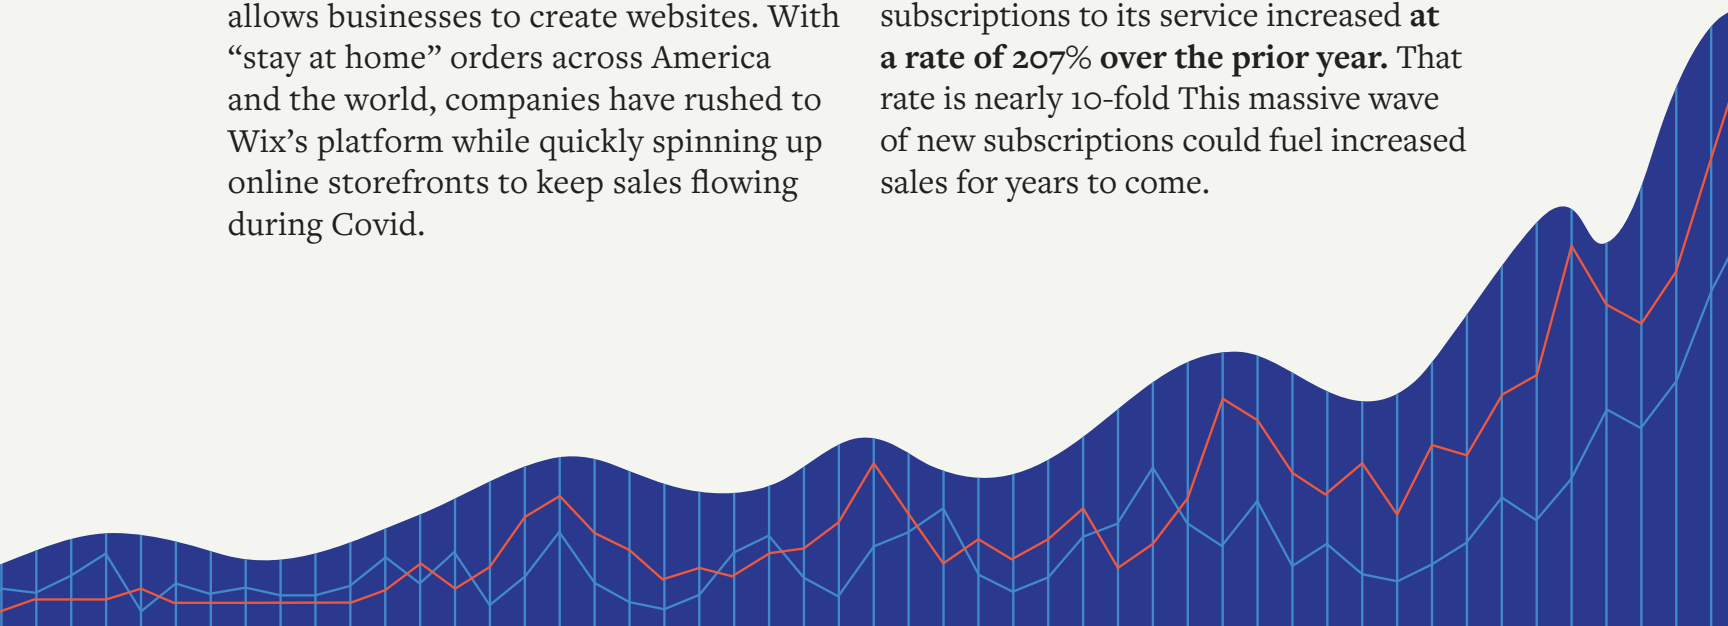 allows businesses to create websites. With
“stay at home” orders across America
and the world, companies have rushed to
Wix’s platform while quickly spinning up
online storefronts to keep sales flowing
during Covid.
subscriptions to its service increased at
a rate of 207% over the prior year. That
rate is nearly 10-fold This massive wave
of new subscriptions could fuel increased
sales for years to come.